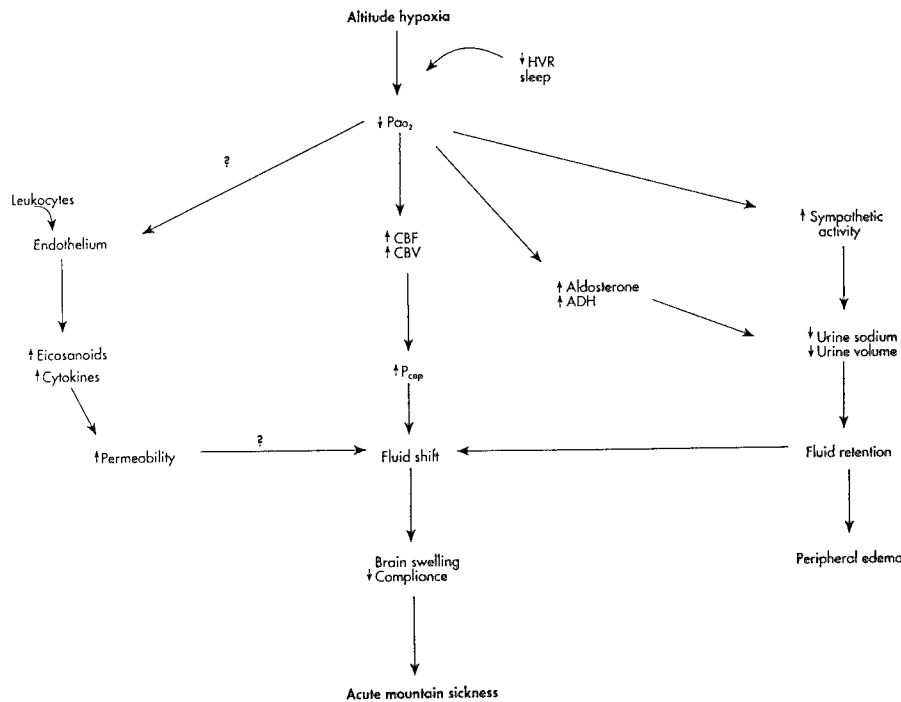 Altitude hypoxia
↓ HVR
sleep
↓ Pao₂
?
Leukocytes
Endothelium
↑ CBF
↑ CBV
↑ Sympathetic
activity
↑ Aldosterone
↑ ADH
↓ Urine sodium
↓ Urine volume
↑ Eicosanoids
↑ Cytokines
↑ P cap
↑ Permeability
?
Fluid shift
Fluid retention
Brain swelling
↓ Compliance
Peripheral edema
Acute mountain sickness